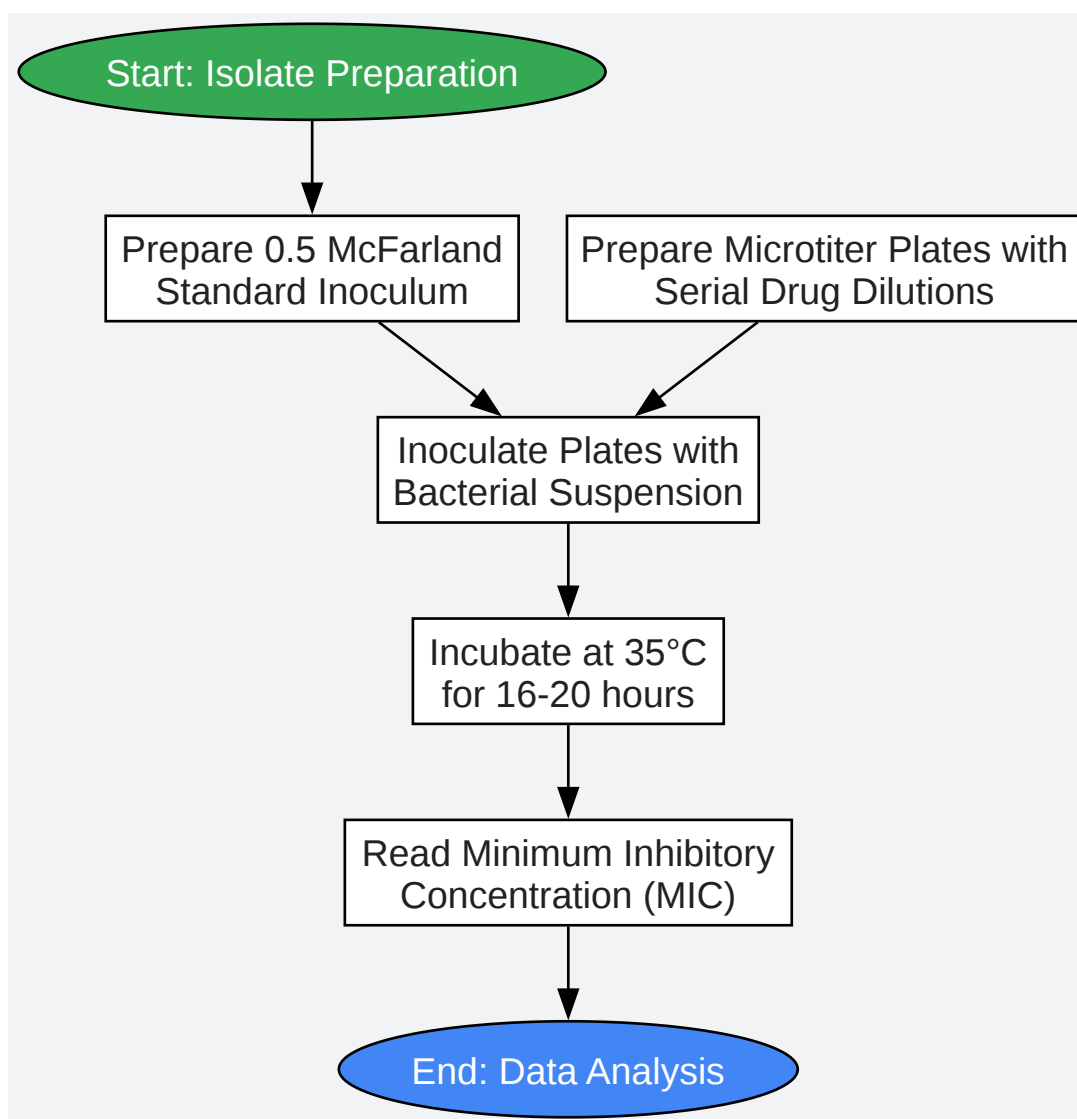 Start: Isolate Preparation
Prepare 0.5 McFarland
Standard Inoculum
Prepare Microtiter Plates with
Serial Drug Dilutions
Inoculate Plates with
Bacterial Suspension
Incubate at 35°C
for 16-20 hours
Read Minimum Inhibitory
Concentration (MIC)
End: Data Analysis